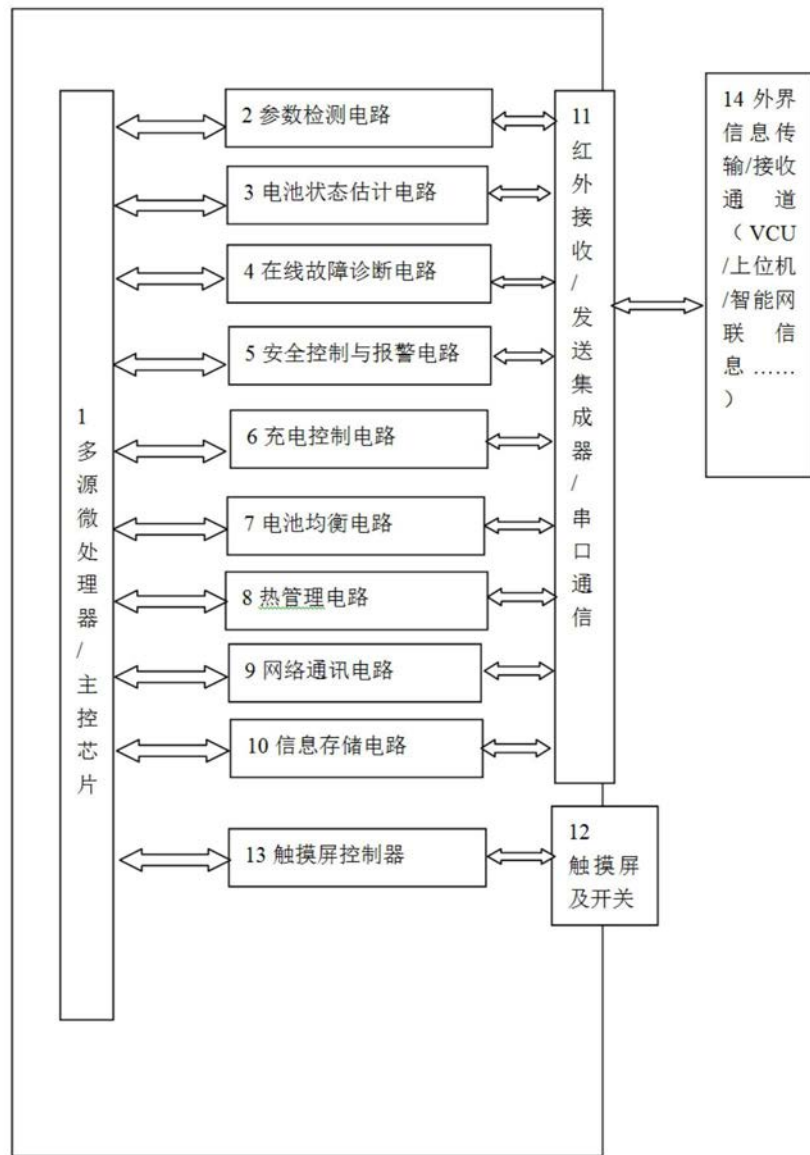 2 参数检测电路
3 电池状态估计电路
4 在线故障诊断电路
5 安全控制与报警电路
6 充电控制电路
7 电池均衡电路
8 热管理电路
9 网络通讯电路
10 信息存储电路
13 触摸屏控制器
1
多
源
微
处
理
器
/
主
控
芯
片
11
红
外
接
收
/
发
送
集
成
器
/
串
口
通
信
12
触摸屏
及开关
14 外界
信息传
输/接收
通道
（VCU
/上位机
/智能网
联信
息……
）